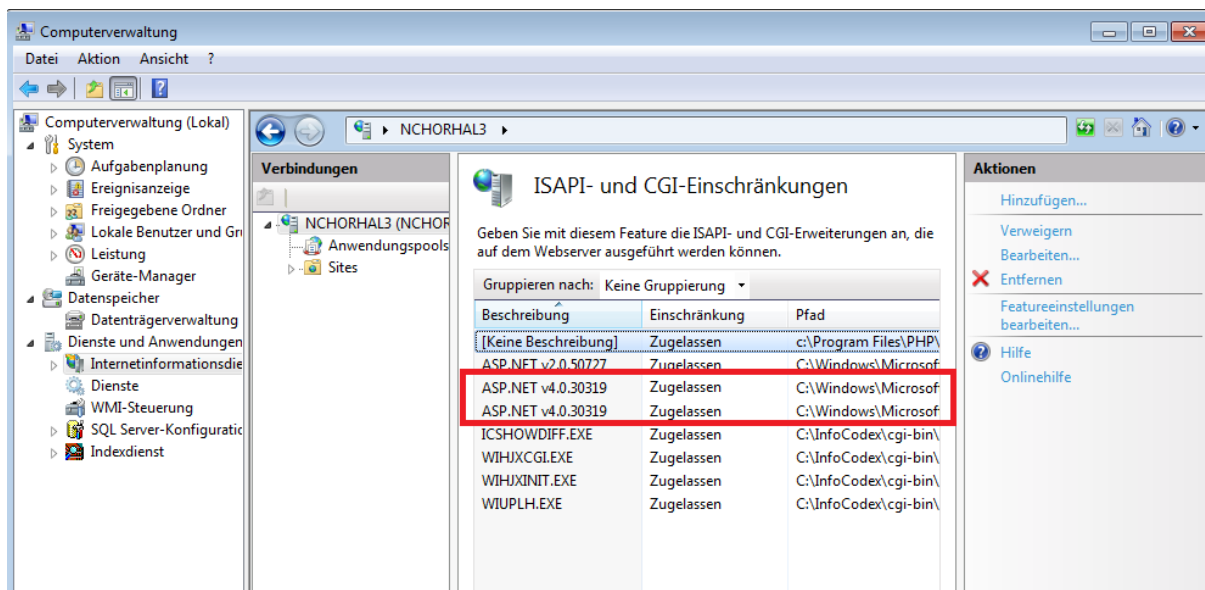 Computerverwaltung
Datei Aktion Ansicht ?
Computerverwaltung (Lokal)
System
Aufgabenplanung
Ereignisanzeige
Freigegebene Ordner
Lokale Benutzer und Gru
Leistung
Geräte-Manager
Datenspeicher
Datenträgerverwaltung
Dienste und Anwendungen
Internetinformationsdie
Dienste
WMI-Steuerung
SQL Server-Konfiguratic
Indexdienst
NCHORHAL3
Verbindungen
NCHORHAL3 (NCHOR
Anwendungspools
Sites
ISAPI- und CGI-Einschränkungen
Geben Sie mit diesem Feature die ISAPI- und CGI-Erweiterungen an, die
auf dem Webserver ausgeführt werden können.
Gruppieren nach: Keine Gruppierung
Beschreibung Einschränkung Pfad
[Keine Beschreibung] Zugelassen c:\Program Files\PHP\
ASP.NET v2.0.50727 Zugelassen C:\Windows\Microsof
ASP.NET v4.0.30319 Zugelassen C:\Windows\Microsof
ASP.NET v4.0.30319 Zugelassen C:\Windows\Microsof
ICSHOWDIFF.EXE Zugelassen C:\InfoCodex\cgi-bin\
WIHJXCGI.EXE Zugelassen C:\InfoCodex\cgi-bin\
WIHJXINIT.EXE Zugelassen C:\InfoCodex\cgi-bin\
WIUPLH.EXE Zugelassen C:\InfoCodex\cgi-bin\
Aktionen
Hinzufügen...
Verweigern
Bearbeiten...
Entfernen
Featureeinstellungen
bearbeiten...
Hilfe
Onlinehilfe